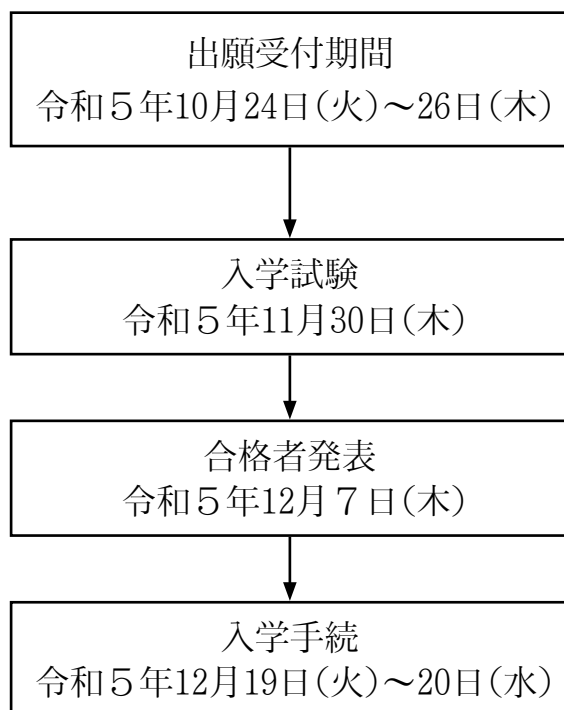 出願受付期間
令和５年10月24日(火)～26日(木)
入学試験
令和５年11月30日(木)
合格者発表
令和５年12月７日(木)
入学手続
令和５年12月19日(火)～20日(水)